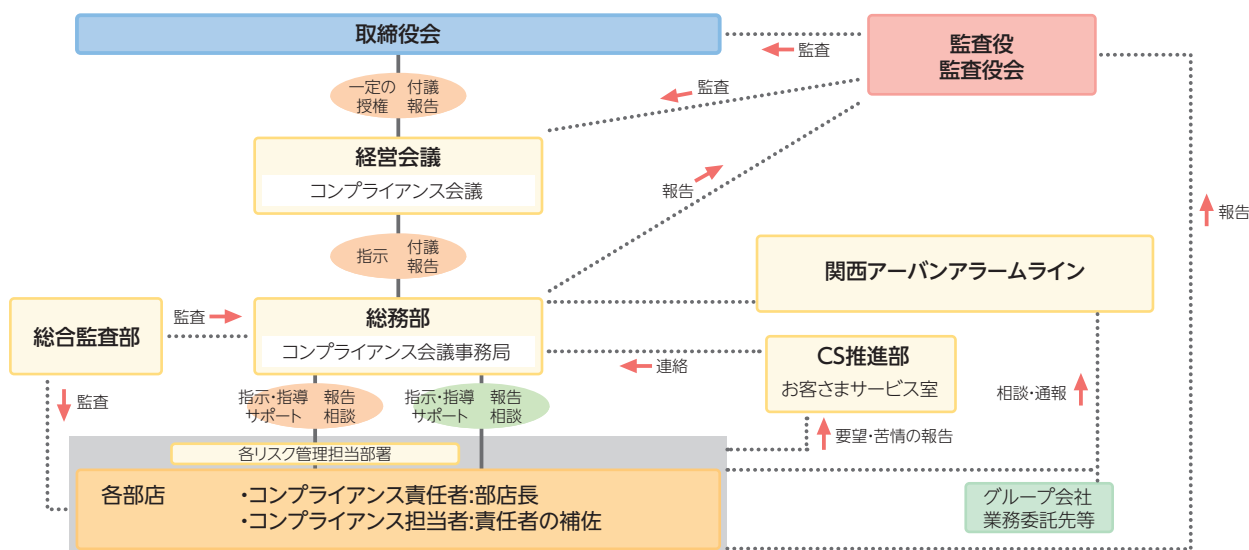 取締役会
監査役
監査役会
監査
一定の 付議
授権 報告
監査
経営会議
コンプライアンス会議
報告
報告
指示 付議
報告
関西アーバンアラームライン
総合監査部
監査
総務部
コンプライアンス会議事務局
連絡
CS推進部
お客さまサービス室
監査
指示・指導 報告
サポート 相談
指示・指導 報告
サポート 相談
相談・通報
要望・苦情の報告
各リスク管理担当部署
各部店
・コンプライアンス責任者:部店長
・コンプライアンス担当者:責任者の補佐
グループ会社
業務委託先等